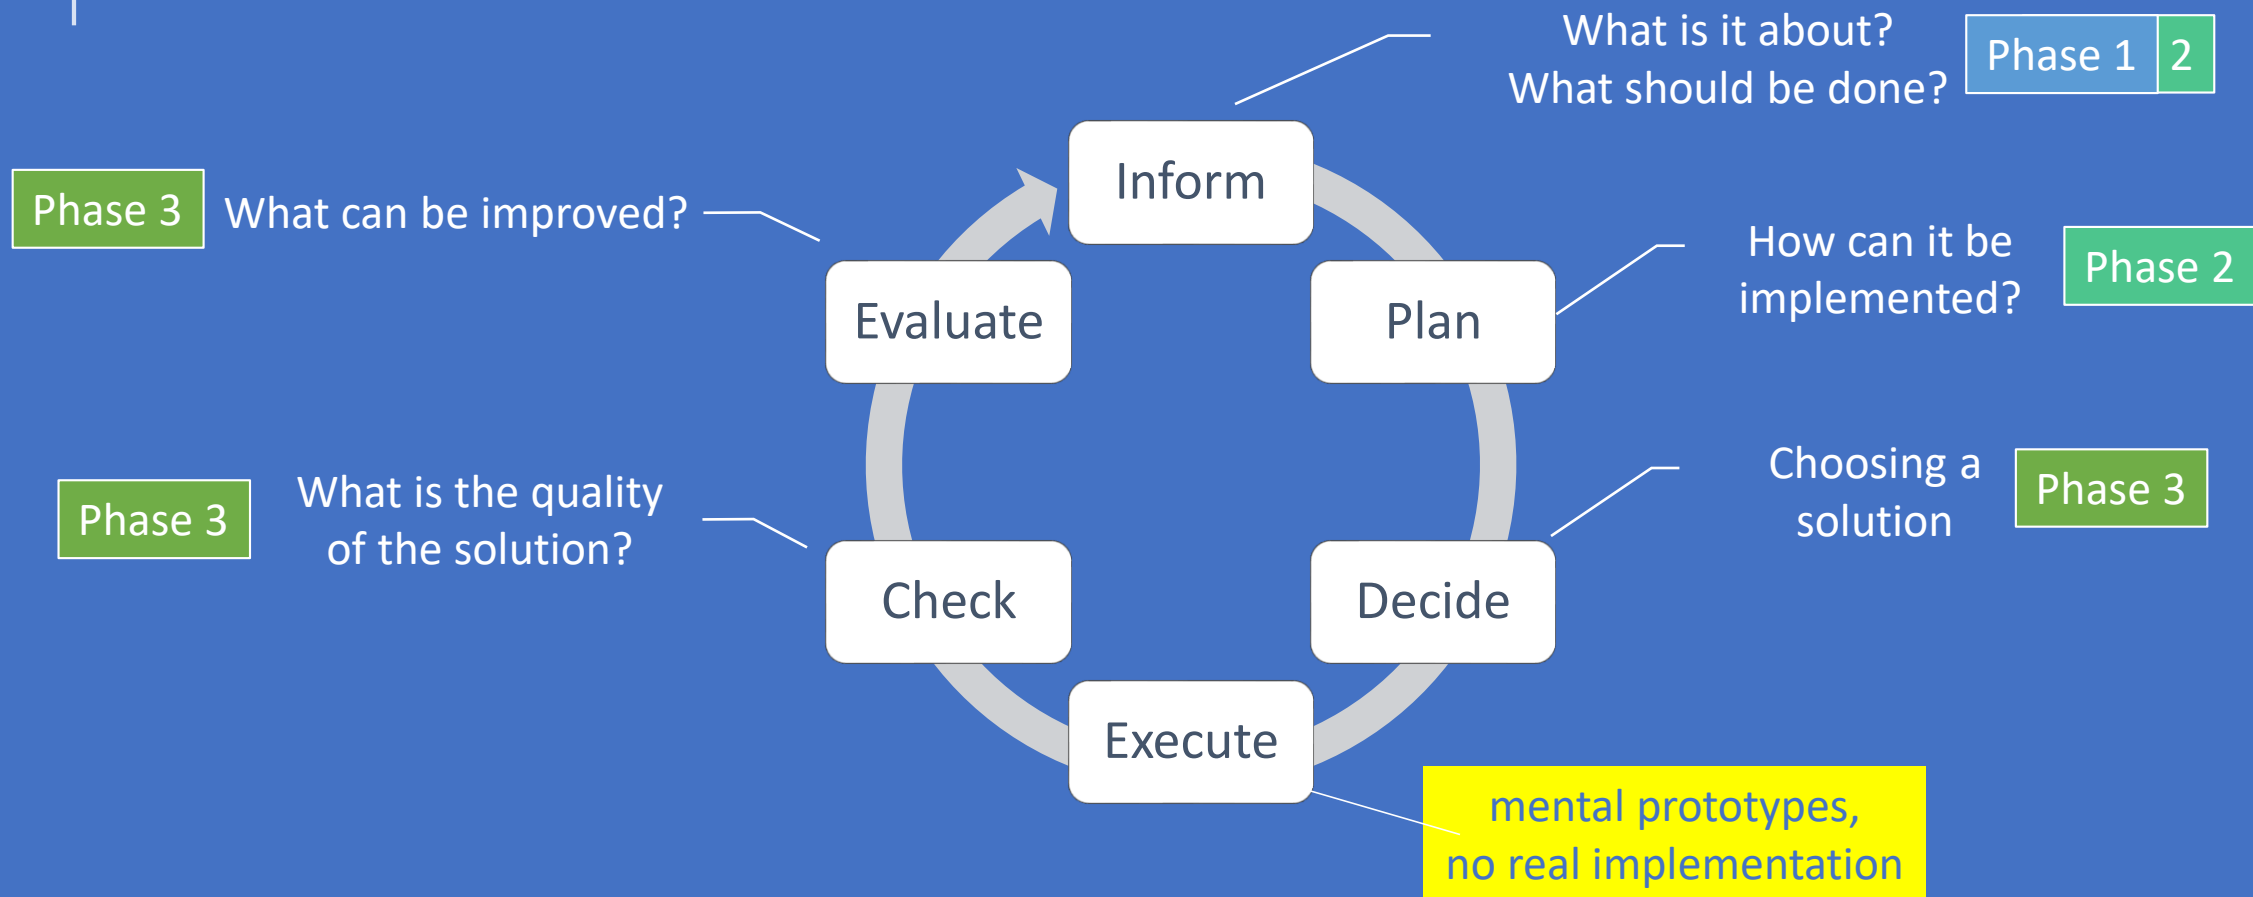 What is it about?
What should be done?
Phase 1
2
Inform
Phase 3
What can be improved?
How can it be
implemented?
Phase 2
Evaluate
Plan
Choosing a
solution
Phase 3
Phase 3
What is the quality
of the solution?
Check
Decide
Execute
mental prototypes,
no real implementation